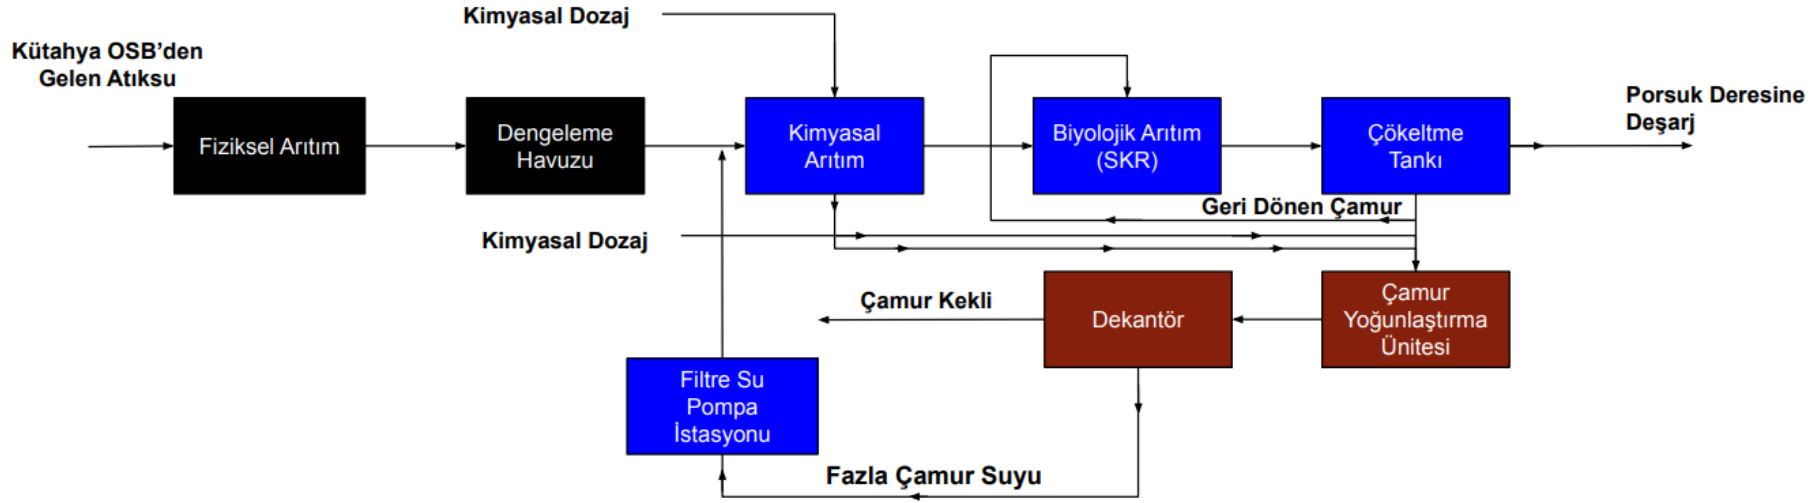 Kimyasal Dozaj
Kütahya OSB'den
Gelen Atıksu
Fiziksel Arıtım
Dengeleme
Havuzu
Kimyasal
Arıtım
Biyolojik Arıtım
(SKR)
Çökeltme
Tankı
Porsuk Deresine
Deşarj
Geri Dönen Çamur
Kimyasal Dozaj
Çamur
Yoğunlaştırma
Ünitesi
Dekantör
Çamur Kekli
Filtre Su
Pompa
İstasyonu
Fazla Çamur Suyu